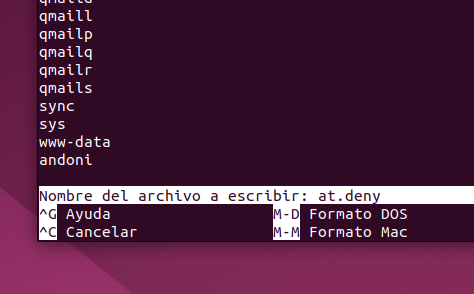 qmaild
qmaill
qmailp
qmailq
qmailr
qmails
sync
sys
www-data
andoni
Nombre del archivo a escribir: at.deny
^G Ayuda M-D Formato DOS
^C Cancelar M-M Formato Mac